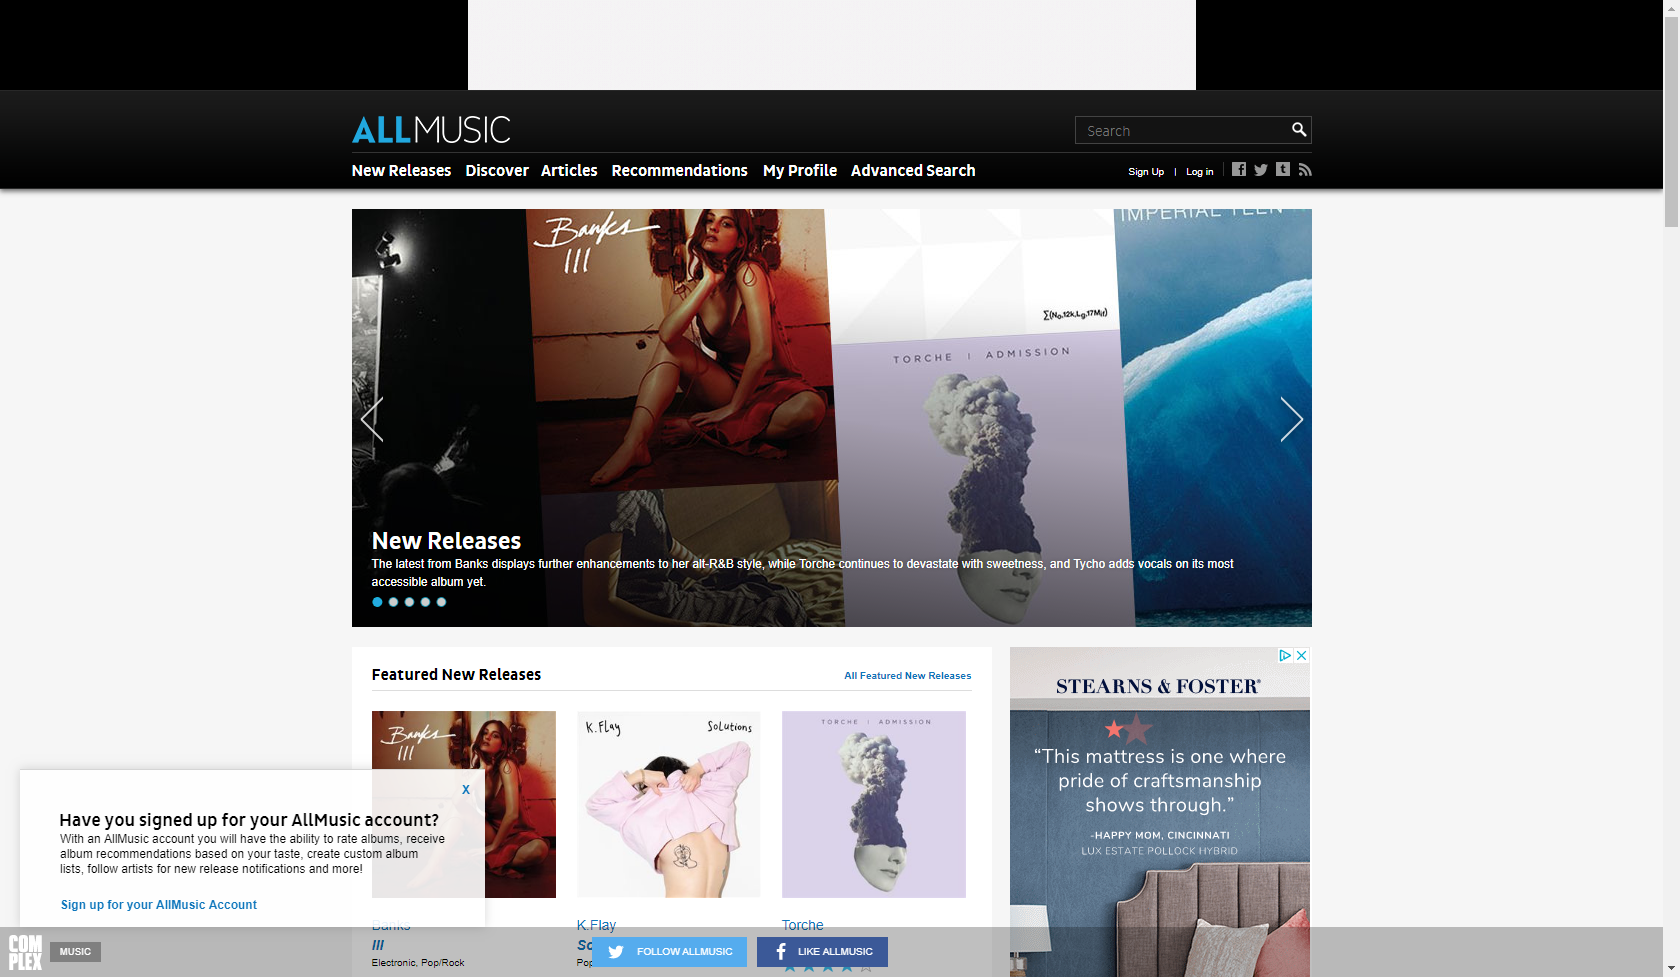 ALLMUSIC
Search
New Releases Discover Articles Recommendations My Profile Advanced Search
Sign Up | Log in
Banks
III
IMPERIAL TEEN
Σ(No,12k,Lg,17Mif)
TORCHE | ADMISSION
New Releases
The latest from Banks displays further enhancements to her alt-R&B style, while Torche continues to devastate with sweetness, and Tycho adds vocals on its most
accessible album yet.
Featured New Releases
All Featured New Releases
Banks
III
K.Flay Solutions
TORCHE | ADMISSION
STEARNS & FOSTER®
“This mattress is one where
pride of craftsmanship
shows through.”
-HAPPY MOM, CINCINNATI
LUX ESTATE POLLOCK HYBRID
X
Have you signed up for your AllMusic account?
With an AllMusic account you will have the ability to rate albums, receive
album recommendations based on your taste, create custom album
lists, follow artists for new release notifications and more!
Sign up for your AllMusic Account
Banks
III
Electronic, Pop/Rock
K.Flay
Torche
COMPLEX
MUSIC
FOLLOW ALLMUSIC
LIKE ALLMUSIC